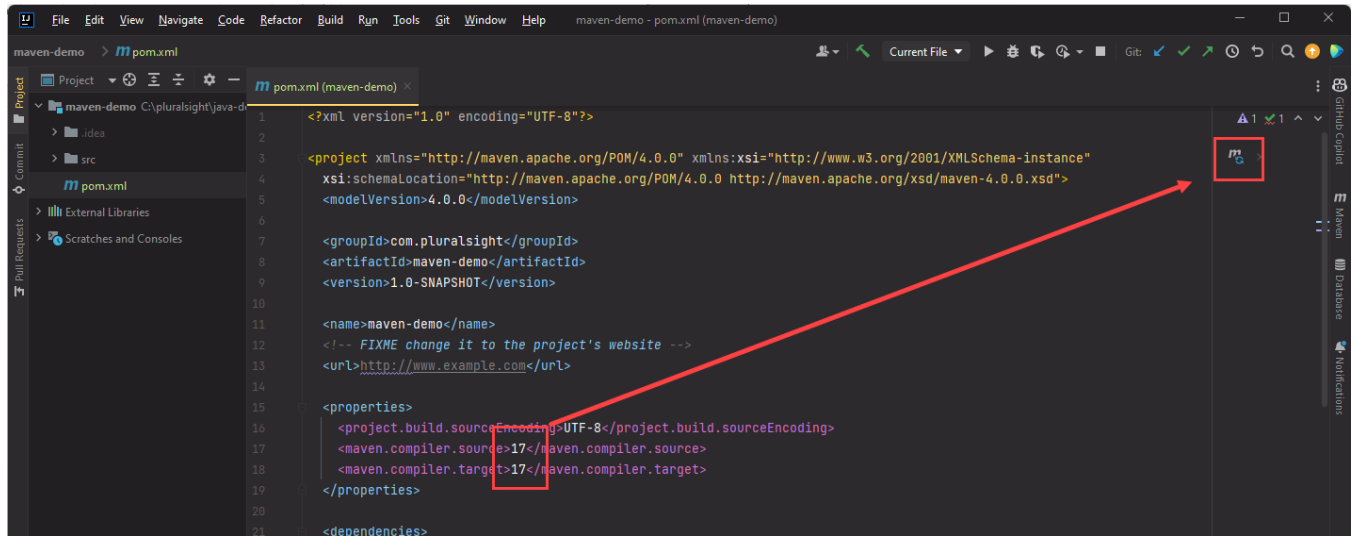 File Edit View Navigate Code Refactor Build Run Tools Git Window Help maven-demo - pom.xml (maven-demo)
maven-demo > m pom.xml
Current File
Git:
Project
m pom.xml (maven-demo)
maven-demo C:\pluralsight\java-d
.idea
src
m pom.xml
External Libraries
Scratches and Consoles
Project
Commit
Pull Requests
1 <?xml version="1.0" encoding="UTF-8"?>
2
3 <project xmlns="http://maven.apache.org/POM/4.0.0" xmlns:xsi="http://www.w3.org/2001/XMLSchema-instance"
4 xsi:schemaLocation="http://maven.apache.org/POM/4.0.0 http://maven.apache.org/xsd/maven-4.0.0.xsd">
5 <modelVersion>4.0.0</modelVersion>
6
7 <groupId>com.pluralsight</groupId>
8 <artifactId>maven-demo</artifactId>
9 <version>1.0-SNAPSHOT</version>
10
11 <name>maven-demo</name>
12 <!-- FIXME change it to the project's website -->
13 <url>http://www.example.com</url>
14
15 <properties>
16 <project.build.sourceEncoding>UTF-8</project.build.sourceEncoding>
17 <maven.compiler.source>17</maven.compiler.source>
18 <maven.compiler.target>17</maven.compiler.target>
19 </properties>
20
21 <dependencies>
1 1
m
GitHub Copilot
m Maven
Database
Notifications